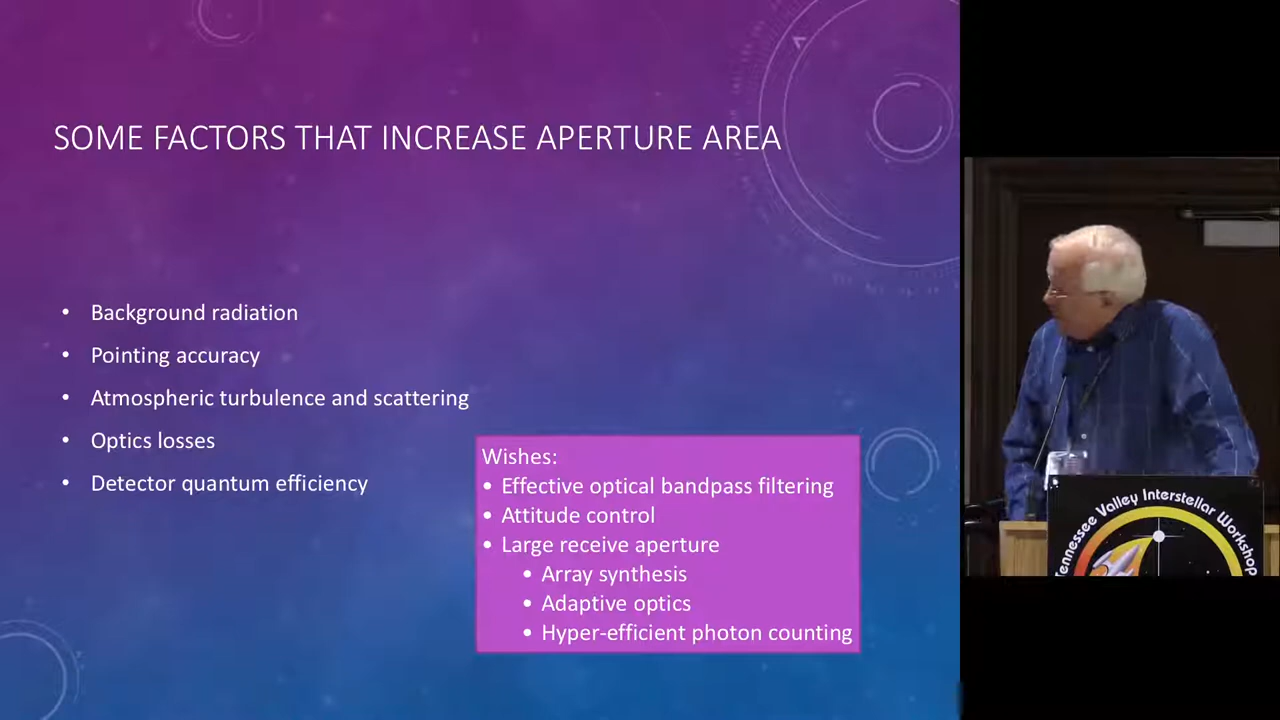 SOME FACTORS THAT INCREASE APERTURE AREA
• Background radiation
• Pointing accuracy
• Atmospheric turbulence and scattering
• Optics losses
• Detector quantum efficiency
Wishes:
• Effective optical bandpass filtering
• Attitude control
• Large receive aperture
• Array synthesis
• Adaptive optics
• Hyper-efficient photon counting
Tennessee Valley Interstellar Workshop